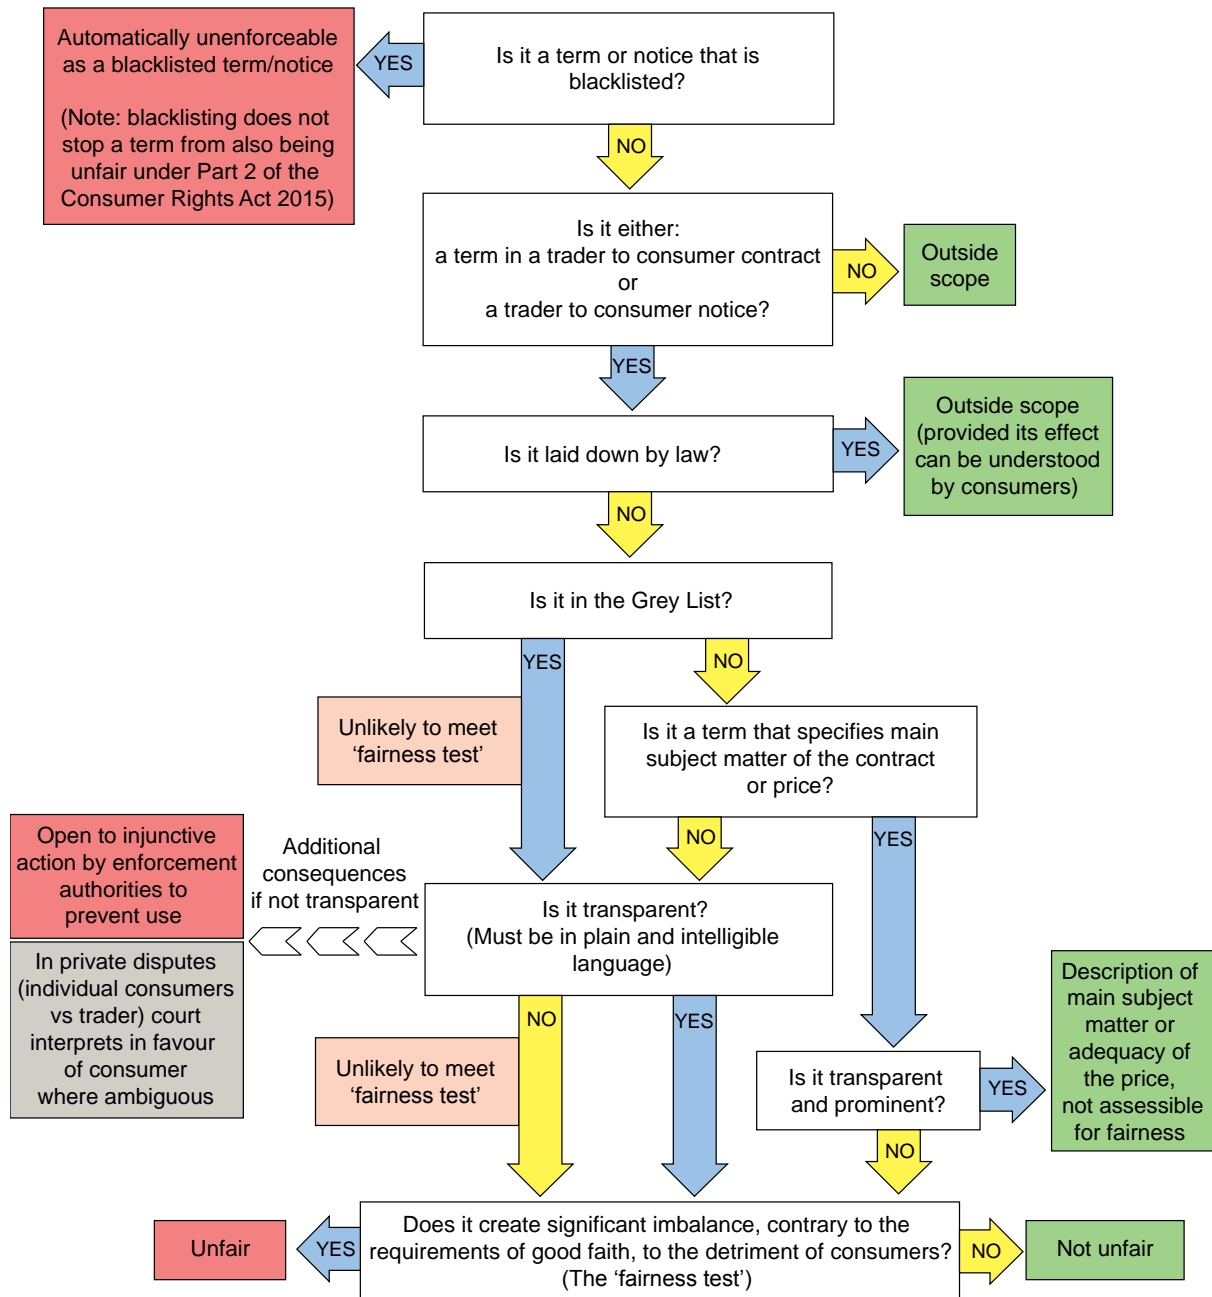 Automatically unenforceable
as a blacklisted term/notice
(Note: blacklisting does not
stop a term from also being
unfair under Part 2 of the
Consumer Rights Act 2015)
YES
Is it a term or notice that is
blacklisted?
NO
Is it either:
a term in a trader to consumer contract
or
a trader to consumer notice?
NO
Outside
scope
YES
Is it laid down by law?
YES
Outside scope
(provided its effect
can be understood
by consumers)
NO
Is it in the Grey List?
YES
NO
Unlikely to meet
‘fairness test’
Is it a term that specifies main
subject matter of the contract
or price?
NO
YES
Open to injunctive
action by enforcement
authorities to
prevent use
Additional
consequences
if not transparent
Is it transparent?
(Must be in plain and intelligible
language)
In private disputes
(individual consumers
vs trader) court
interprets in favour
of consumer
where ambiguous
NO
YES
Unlikely to meet
‘fairness test’
Is it transparent
and prominent?
YES
Description of
main subject
matter or
adequacy of
the price,
not assessible
for fairness
NO
Unfair
YES
Does it create significant imbalance, contrary to the
requirements of good faith, to the detriment of consumers?
(The ‘fairness test’)
NO
Not unfair